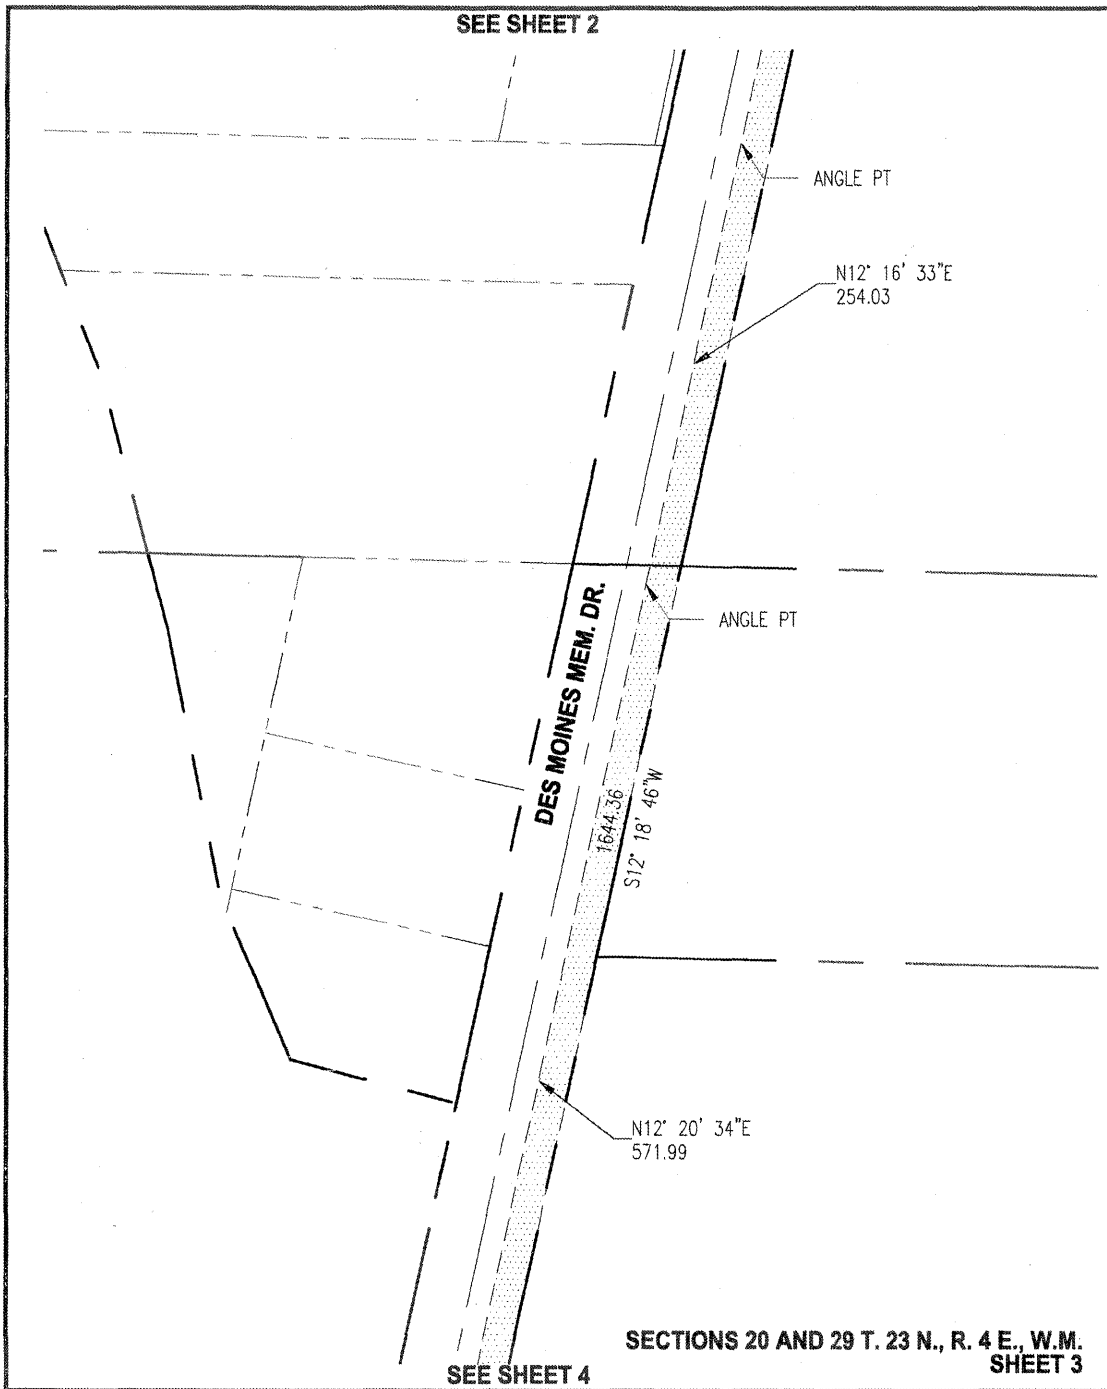 SEE SHEET 2
ANGLE PT
N12° 16' 33"E
254.03
ANGLE PT
DES MOINES MEM. DR.
1644.36
S12° 18' 46"W
N12° 20' 34"E
571.99
SECTIONS 20 AND 29 T. 23 N., R. 4 E., W.M.
SHEET 3
SEE SHEET 4